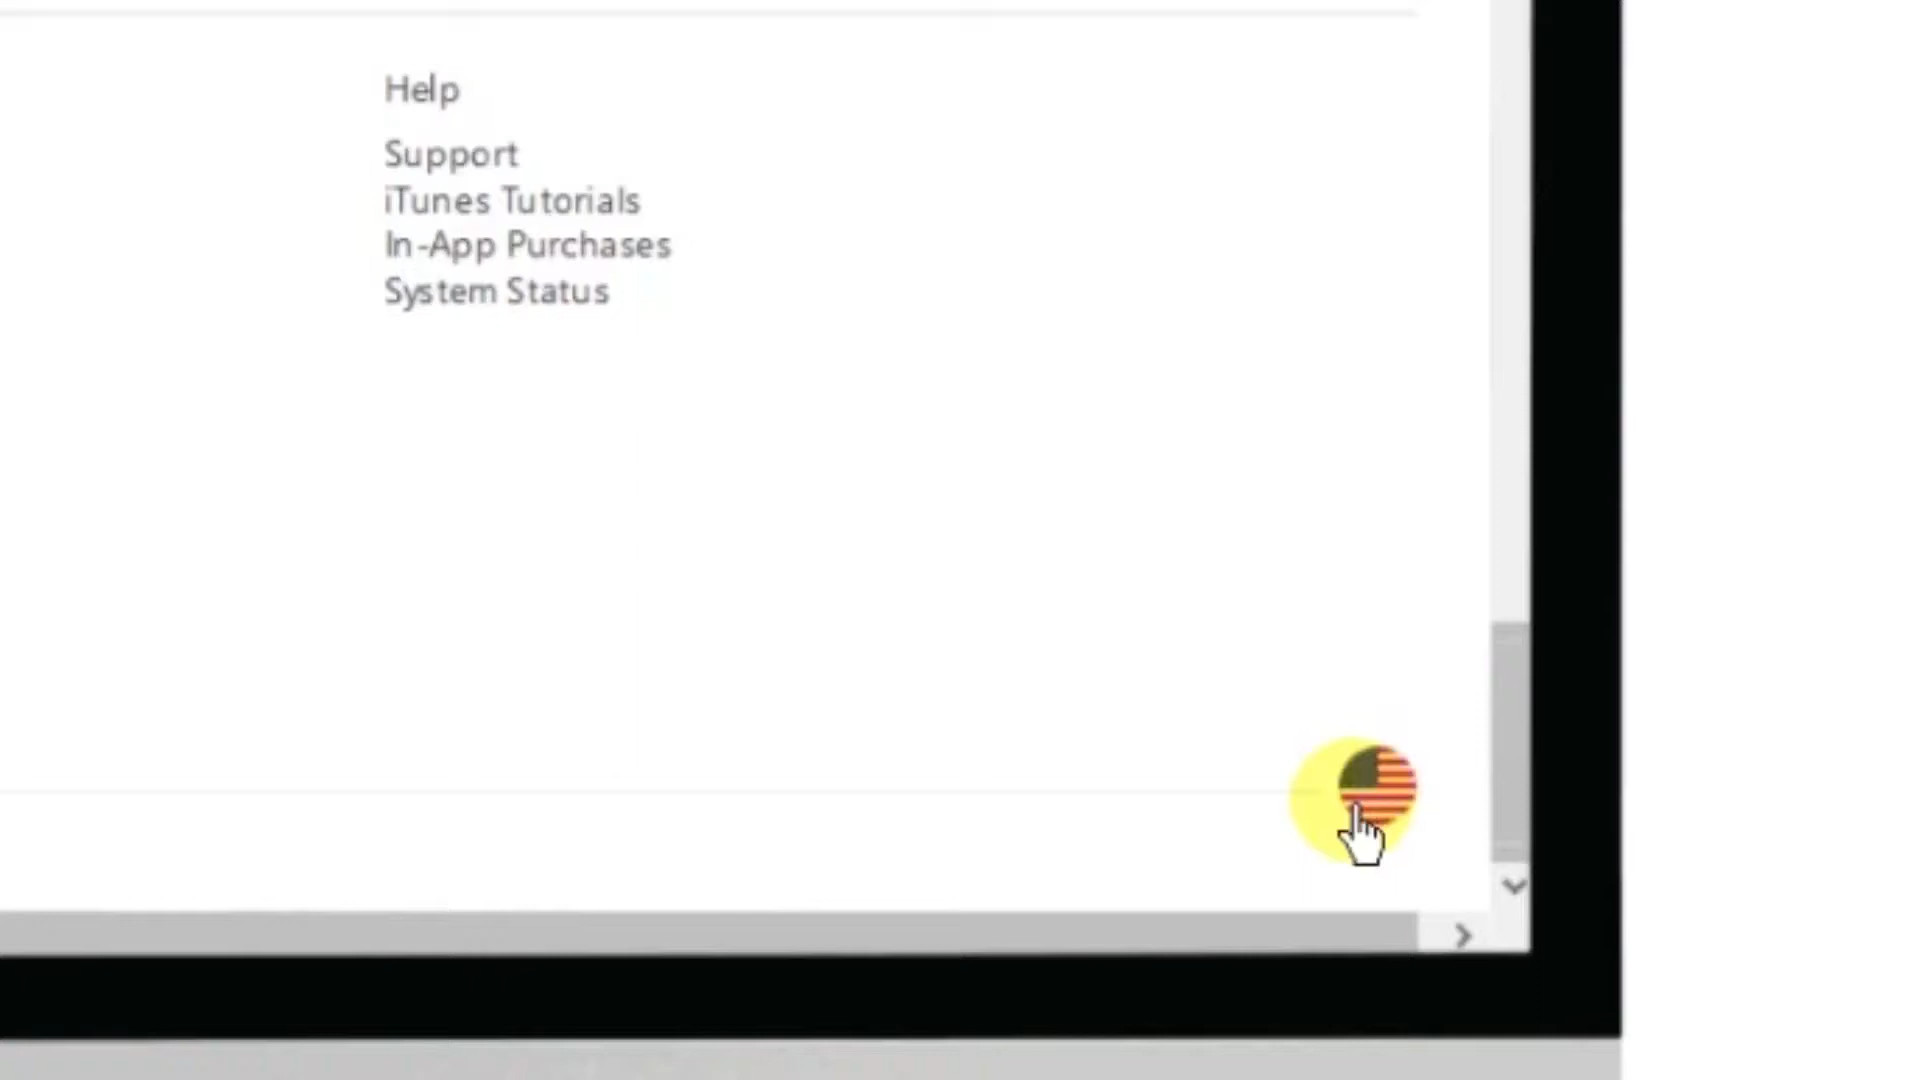 Help
Support
iTunes Tutorials
In-App Purchases
System Status